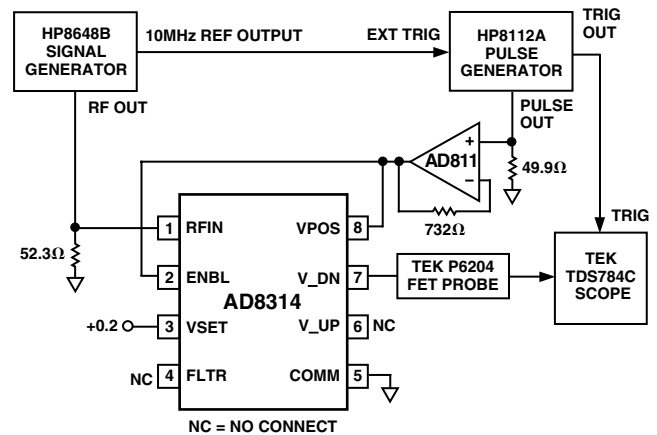 HP8648B
SIGNAL
GENERATOR
10MHz REF OUTPUT
EXT TRIG
HP8112A
PULSE
GENERATOR
TRIG
OUT
RF OUT
PULSE
OUT
+
AD811
–
49.9Ω
732Ω
TRIG
52.3Ω
1 RFIN
VPOS 8
2 ENBL
V_DN 7
TEK P6204
FET PROBE
TEK
TDS784C
SCOPE
AD8314
+0.2
3 VSET
V_UP 6 NC
NC 4 FLTR
COMM 5
NC = NO CONNECT